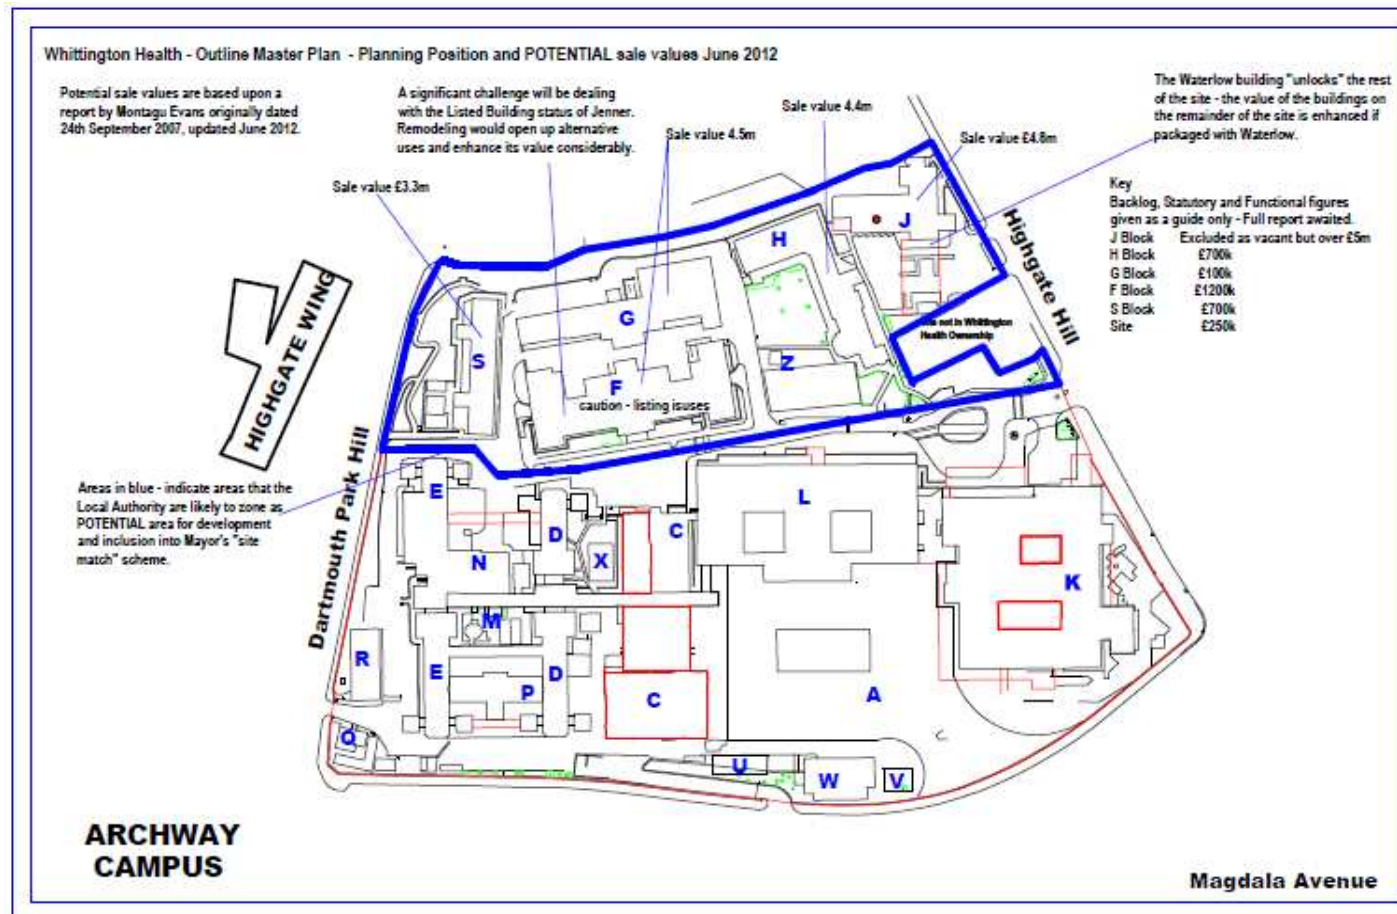 Whittington Health - Outline Master Plan - Planning Position and POTENTIAL sale values June 2012
Potential sale values are based upon a
report by Montagu Evans originally dated
24th September 2007, updated June 2012.
A significant challenge will be dealing
with the Listed Building status of Jenner.
Remodeling would open up alternative
uses and enhance its value considerably.
Sale value £3.3m
Sale value 4.5m
Sale value 4.4m
Sale value £4.8m
The Waterlow building "unlocks" the rest
of the site - the value of the buildings on
the remainder of the site is enhanced if
packaged with Waterlow.
Key
Backlog, Statutory and Functional figures
given as a guide only - Full report awaited.
J Block Excluded as vacant but over £5m
H Block £700k
G Block £100k
F Block £1200k
S Block £700k
Site £250k
HIGHGATE WING
Highgate Hill
Dartmouth Park Hill
J
H
G
S
F
caution - listing isuses
Z
not in Whittington
Health Ownership
Areas in blue - indicate areas that the
Local Authority are likely to zone as
POTENTIAL area for development
and inclusion into Mayor's "site
match" scheme.
E
D
C
L
N
X
K
M
R
E
P
D
C
A
O
U
W
V
ARCHWAY
CAMPUS
Magdala Avenue